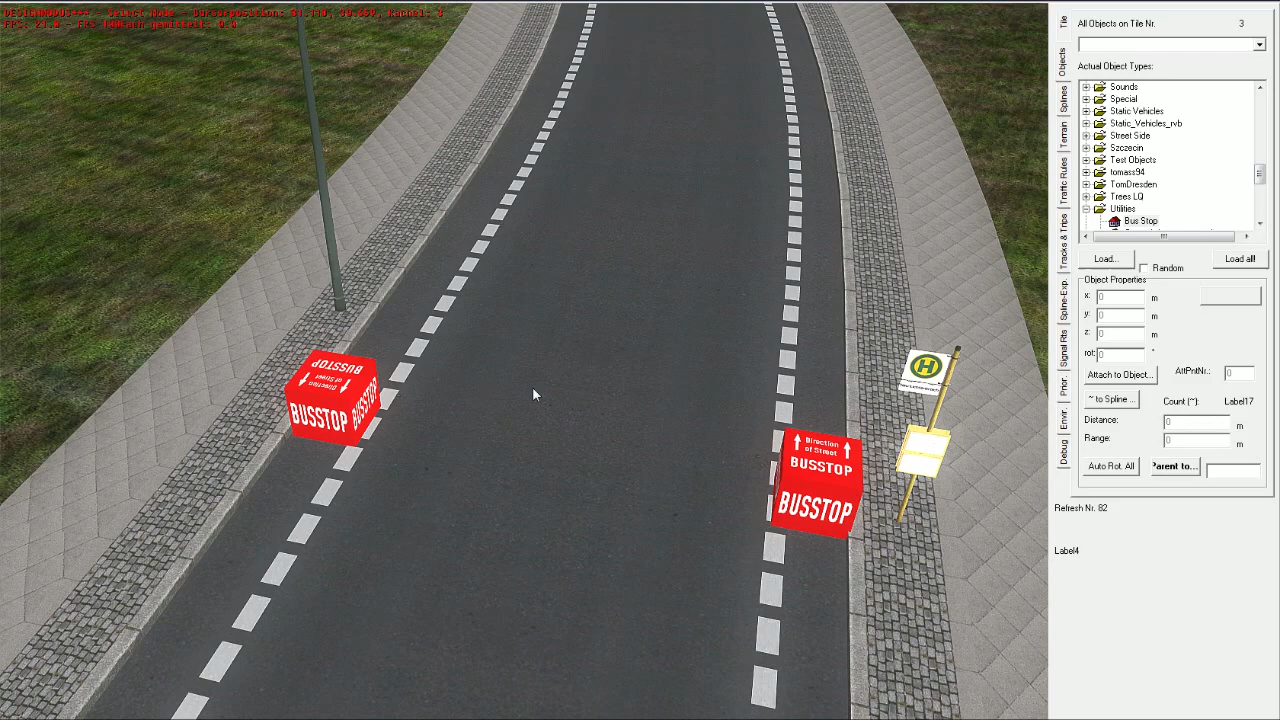 Tile
All Objects on Tile Nr. 3
Objects
Actual Object Types:
Sounds
Special
Static Vehicles
Static_Vehicles_rvb
Street Side
Szczecin
Test Objects
tomass94
TomDresden
Trees LQ
Utilities
Bus Stop
Splines
Terrain
Traffic Rules
Tracks & Trips
Spline-Exp.
Signal Rts
Prior.
Envir.
Debug
Load...
Random
Load all!
Object Properties
x: 0 m
y: 0 m
z: 0 m
rot: 0 °
Attach to Object...
AttPntNr.: 0
~ to Spline ...
Count (~):
Label17
Distance: 0 m
Range: 0 m
Auto Rot. All
Parent to...
Refresh Nr. 82
Label4
BUSSTOP
Direction
of Street
BUSSTOP
BUSSTOP
Direction
of Street
BUSSTOP
BUSSTOP
H